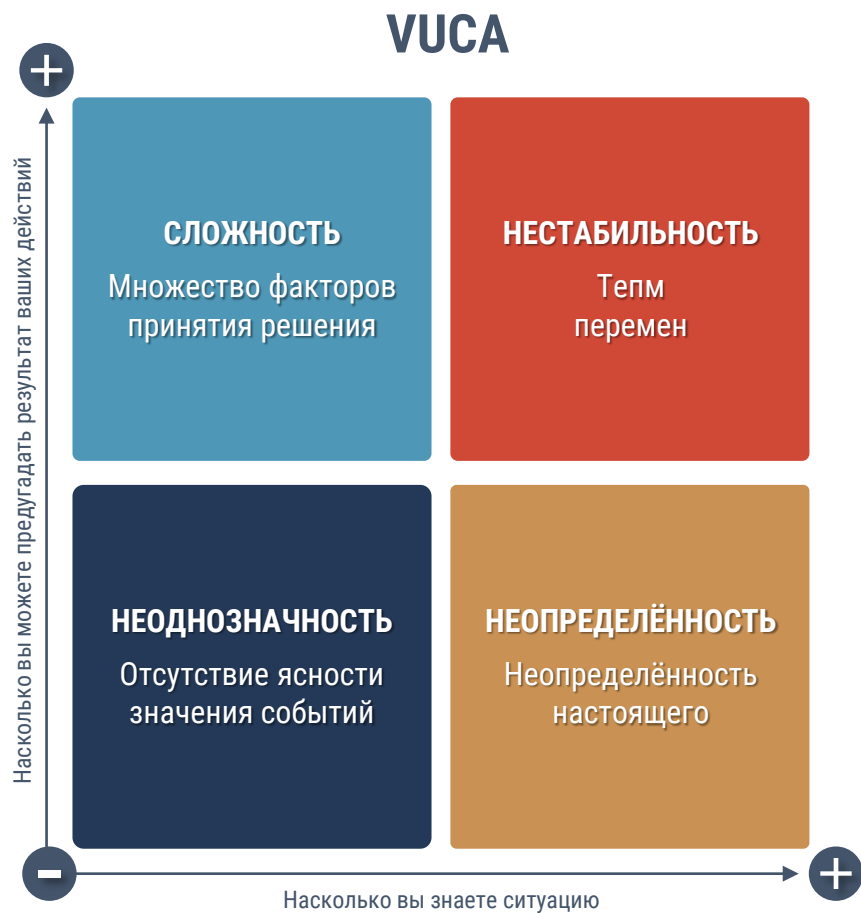 VUCA
+
Насколько вы можете предугадать результат ваших действий
СЛОЖНОСТЬ
Множество факторов
принятия решения
НЕСТАБИЛЬНОСТЬ
Тепм
перемен
НЕОДНОЗНАЧНОСТЬ
Отсутствие ясности
значения событий
НЕОПРЕДЕЛЁННОСТЬ
Неопределённость
настоящего
-
+
Насколько вы знаете ситуацию